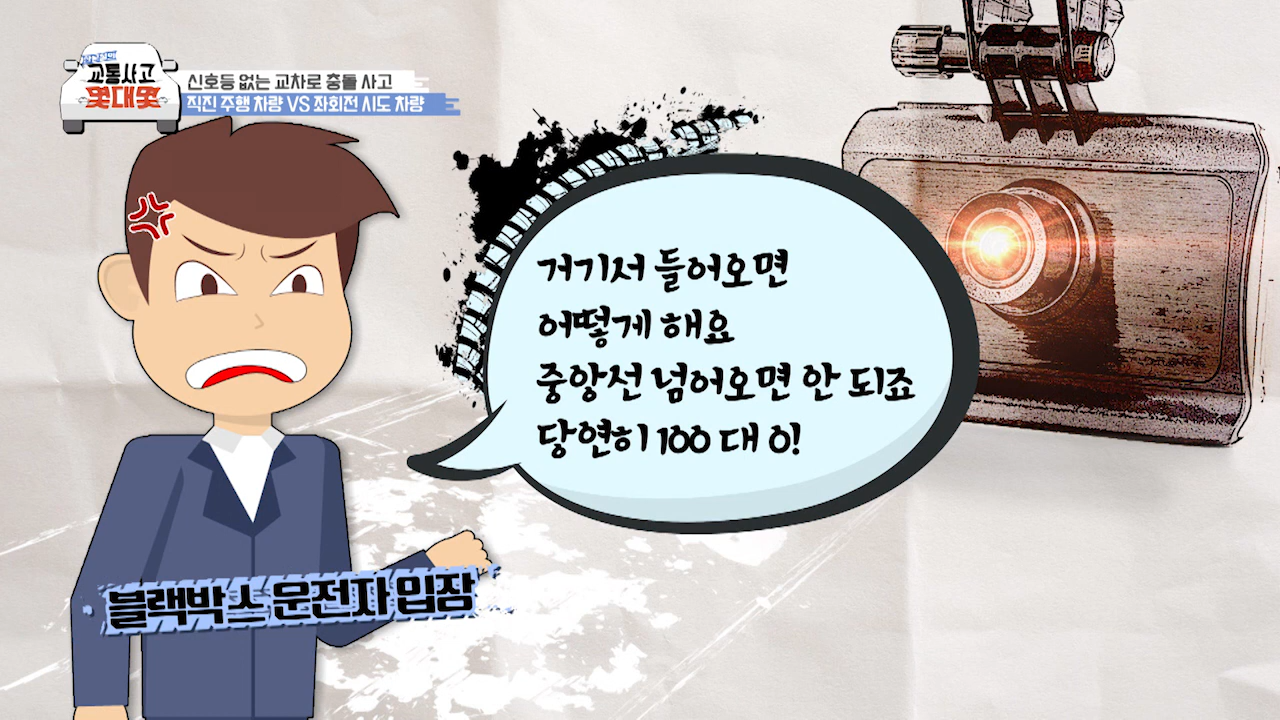 교통사고
몇대몇
신호등 없는 교차로 충돌 사고
직진 주행 차량 VS 좌회전 시도 차량
거기서 들어오면
어떻게 해요
중앙선 넘어오면 안 되죠
당연히 100 대 0!
블랙박스 운전자 입장